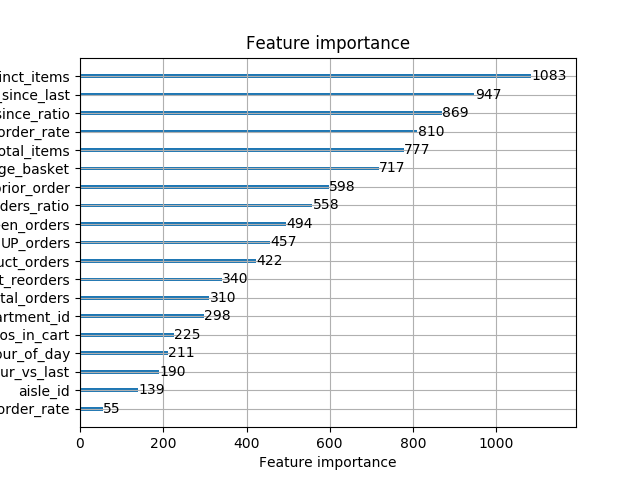 Feature importance
inct_items 1083
_since_last 947
since_ratio 869
order_rate 810
otal_items 777
ge_basket 717
prior_order 598
ders_ratio 558
en_orders 494
UP_orders 457
uct_orders 422
t_reorders 340
tal_orders 310
artment_id 298
os_in_cart 225
our_of_day 211
ur_vs_last 190
aisle_id 139
order_rate 55
0 200 400 600 800 1000
Feature importance